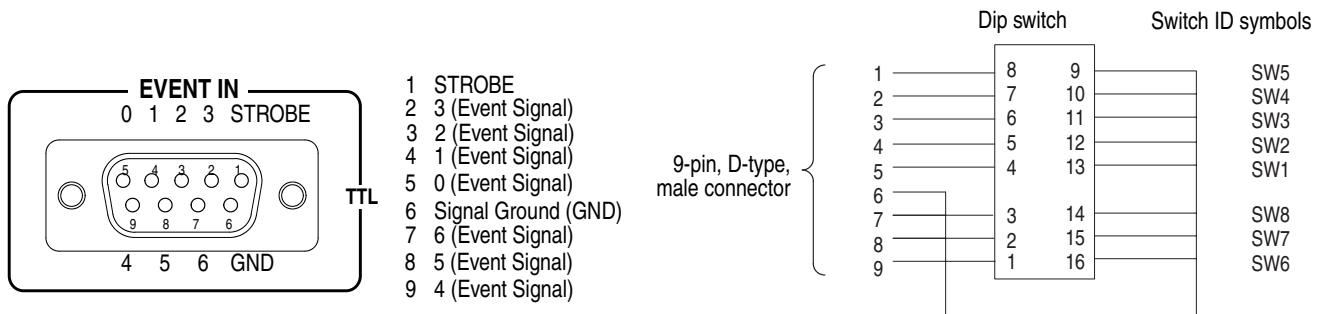 EVENT IN
0 1 2 3 STROBE
5 4 3 2 1
9 8 7 6
4 5 6 GND
TTL
1 STROBE
2 3 (Event Signal)
3 2 (Event Signal)
4 1 (Event Signal)
5 0 (Event Signal)
6 Signal Ground (GND)
7 6 (Event Signal)
8 5 (Event Signal)
9 4 (Event Signal)
9-pin, D-type,
male connector
Dip switch Switch ID symbols
1 8 9 SW5
2 7 10 SW4
3 6 11 SW3
4 5 12 SW2
5 4 13 SW1
6
7 3 14 SW8
8 2 15 SW7
9 1 16 SW6